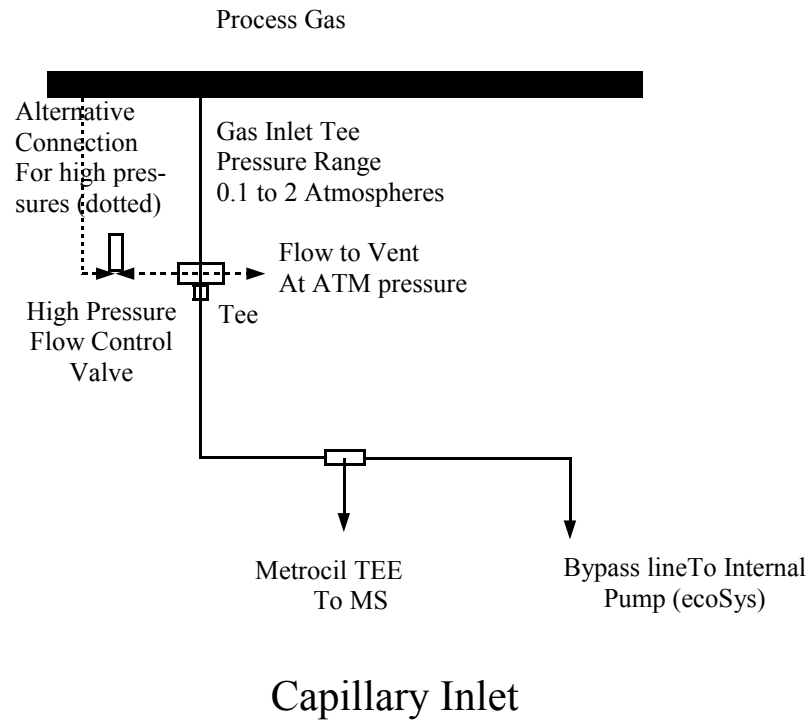 Process Gas
Alternative
Connection
For high pres-
sures (dotted)
Gas Inlet Tee
Pressure Range
0.1 to 2 Atmospheres
Flow to Vent
At ATM pressure
High Pressure
Flow Control
Valve
Tee
Metrocil TEE
To MS
Bypass lineTo Internal
Pump (ecoSys)
Capillary Inlet